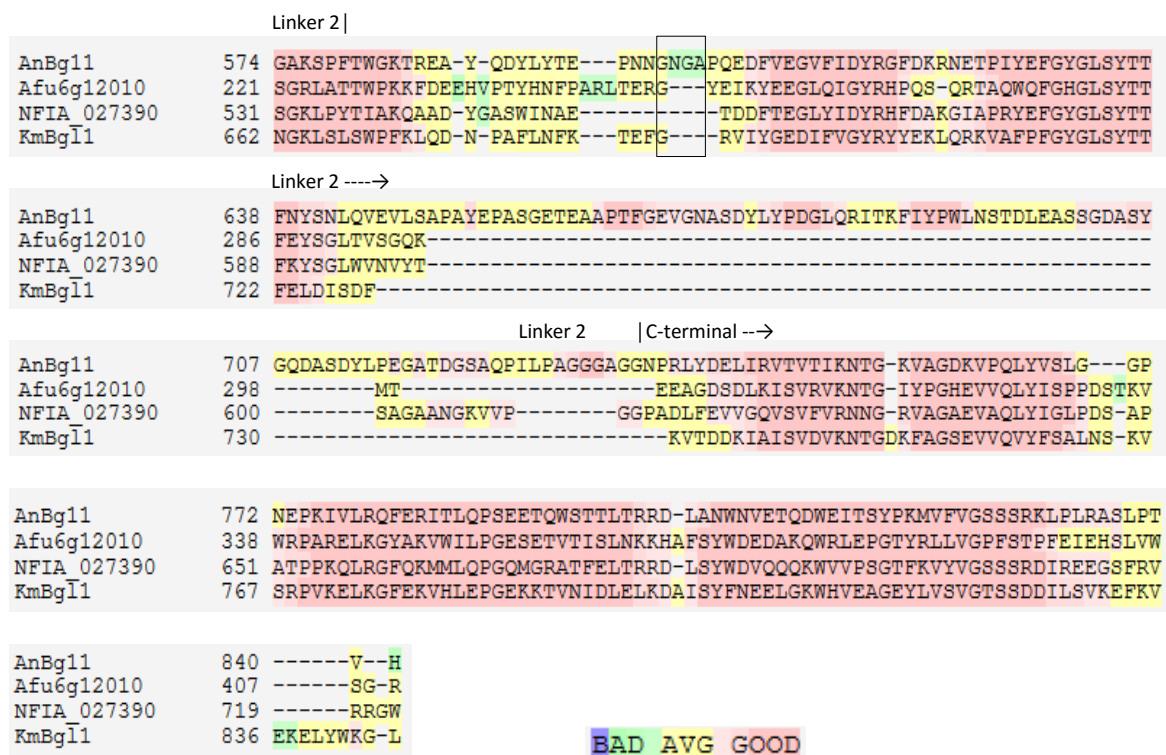 Linker 2|
AnBgl1 574 GAKSPFTWGKTREA-Y-QDYLYTE---PNNGNGAPQEDFVEGVFIDYRGFDKRNETPIYEFGYGLSYTT
Afu6g12010 221 SGRLATTWPKKFDEEHVPTYHNFPARLTERG---YEIKYEEGLQIGYRHPQS-QRTAQWQFGHGLSYTT
NFIA_027390 531 SGKLPYTIAKQAAD-YGASWINAE-----------TDDFTEGLYIDYRHFDAKGIAPRYEFGYGLSYTT
KmBgl1 662 NGKLSLSWPFKLQDN-PAFLNFK---TEFG---RVIYGEDIFVGYRYYEKLQRKVAFPFGYGLSYTT
Linker 2 ----→
AnBgl1 638 FNYSNLQVEVLSAPAYEPASGETEAAPTFGEVGNASDYLYPDGLQRITKFIYPWLNSTDLEASSGDASY
Afu6g12010 286 FEYSGLTVSGQK---------------------------------------------------------
NFIA_027390 588 FKYSGLWVNVYT---------------------------------------------------------
KmBgl1 722 FELDISDF-------------------------------------------------------------
Linker 2 |C-terminal --→
AnBgl1 707 GQDASDYLPEGATDGSAQPILPAGGGAGGNPRLYDELIRVTVTIKNTG-KVAGDKVPQLYVSLG---GP
Afu6g12010 298 --------MT--------------------EEAGDSDLKISVRVKNTG-IYPGHEVVQLYISPPDSTKV
NFIA_027390 600 --------SAGAANGKVVP--------GGPADLFEVVGQVSVFVRNNG-RVAGAEVAQLYIGLPDS-AP
KmBgl1 730 -------------------------------KVTDDKIAISVDVKNTGDKFAGSEVVQVYFSALNS-KV
AnBgl1 772 NEPKIVLRQFERITLQPSEETQWSTTLTRRD-LANWNVETQDWEITSYPKMVFVGSSSRKLPLRASLPT
Afu6g12010 338 WRPARELKGYAKVWILPGESETVTISLNKKHAFSYWDEDAKQWRLEPGTYRLLVGPFSTPFEIEHSLVW
NFIA_027390 651 ATPPKQLRGFQKMMLQPGQMGRATFELTRRD-LSYWDVQQQKWVVPSGTFKVYVGSSSRDIREEGSFRV
KmBgl1 767 SRPVKELKGFEKVHLEPGEKKTVNIDLELKDAISYFNEELGKWHVEAGEYLVSVGTSSDDILSVKEFKV
AnBgl1 840 ------V--H
Afu6g12010 407 ------SG-R
NFIA_027390 719 ------RRGW
KmBgl1 836 EKELYWKG-L
BAD AVG GOOD